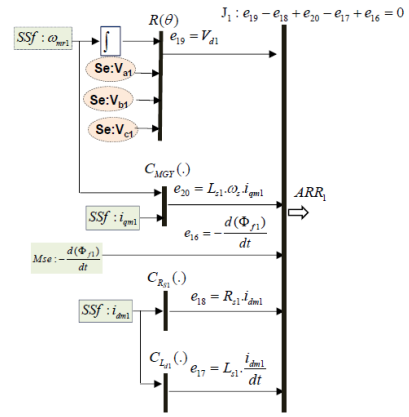 R(θ)
J₁ : e₁₉ − e₁₈ + e₂₀ − e₁₇ + e₁₆ = 0
SSf : ω_mr1
∫
e₁₉ = V_d1
Se:V_a1
Se:V_b1
Se:V_c1
C_MGY(.)
e₂₀ = L_s1.ω_s.i_qm1
SSf : i_qm1
ARR₁
e₁₆ = −d(Φ_f1)/dt
Mse : −d(Φ_f1)/dt
C_Rs1(.)
SSf : i_dm1
e₁₈ = R_s1.i_dm1
C_Ld1(.)
e₁₇ = L_s1.i_dm1/dt